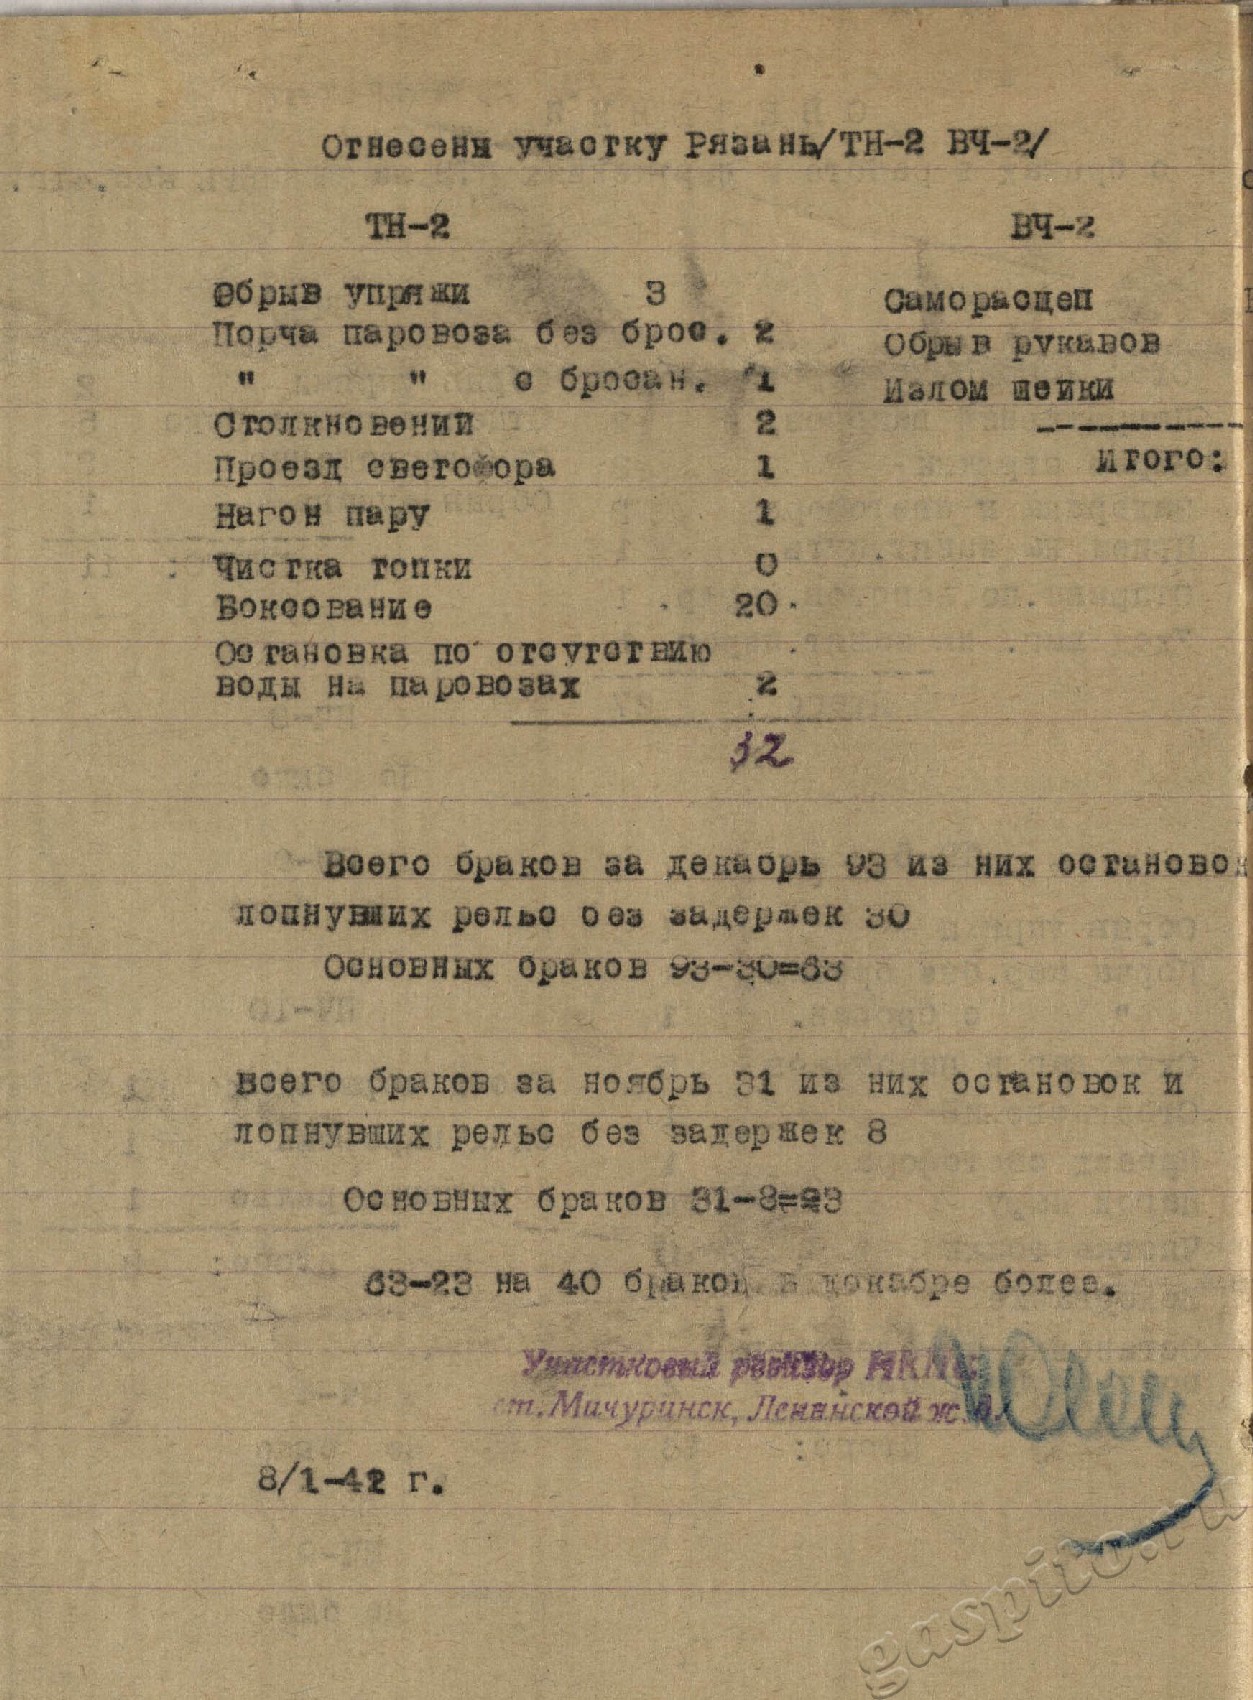 Отнесены участку Рязань/ТН-2 ВЧ-2/
ТН-2 ВЧ-2
Обрыв упряжи 3 Саморасцеп
Порча паровоза без брос. 2 Обрыв рукавов
" " с бросан. 1 Излом шейки
Столкновений 2
Проезд светофора 1 Итого:
Нагон пару 1
Чистка топки 0
Боксование 20
Остановка по отсутствию
воды на паровозах 2
32
Всего браков за декабрь 93 из них остановок
лопнувших рельс без задержек 30
Основных браков 93-30=63
Всего браков за ноябрь 31 из них остановок и
лопнувших рельс без задержек 8
Основных браков 31-8=23
63-23 на 40 браков в декабре более.
Участковый ревизор НКПС
ст. Мичуринск, Ленинской ж.д.
8/1-42 г.
gaspito.ru